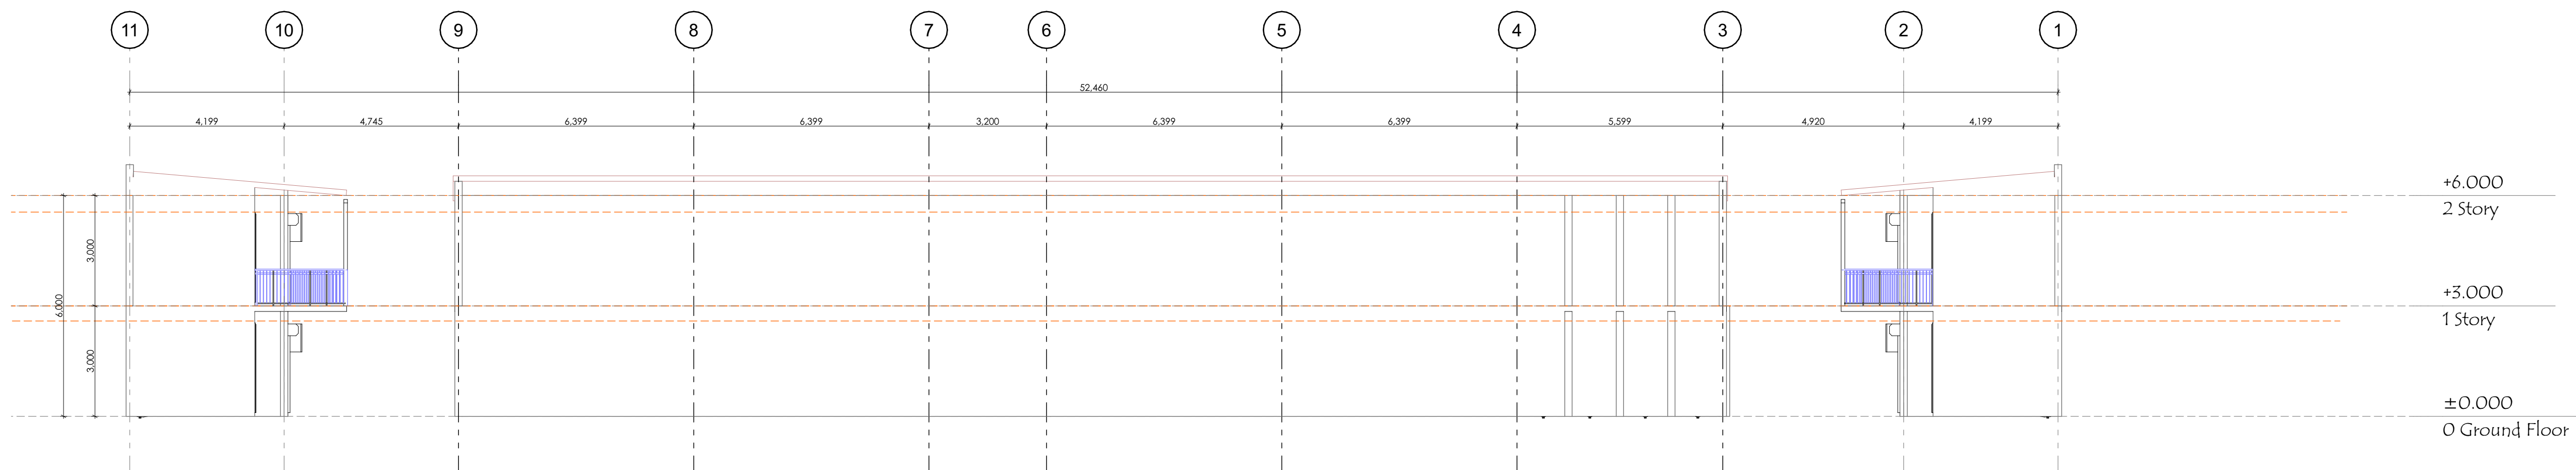 11 10 9 8 7 6 5 4 3 2 1
52,460
4,199 4,745 6,399 6,399 3,200 6,399 6,399 5,599 4,920 4,199
+6.000
2 Story
3,000
6,000
+3.000
1 Story
3,000
±0.000
0 Ground Floor